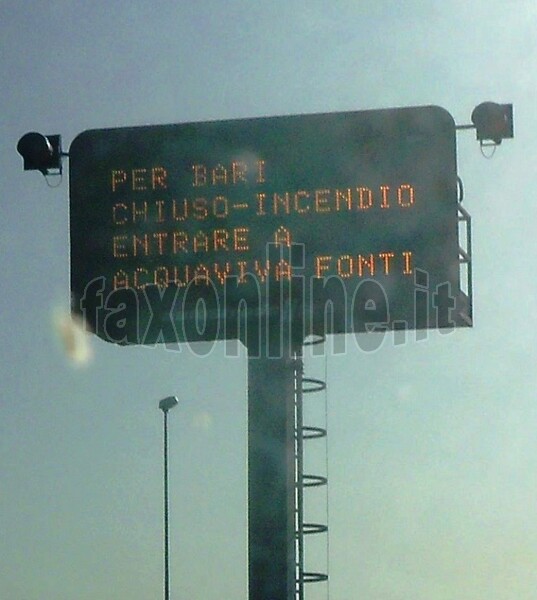 PER BARI
CHIUSO-INCENDIO
ENTRARE A
ACQUAVIVA FONTI
faxonline.it